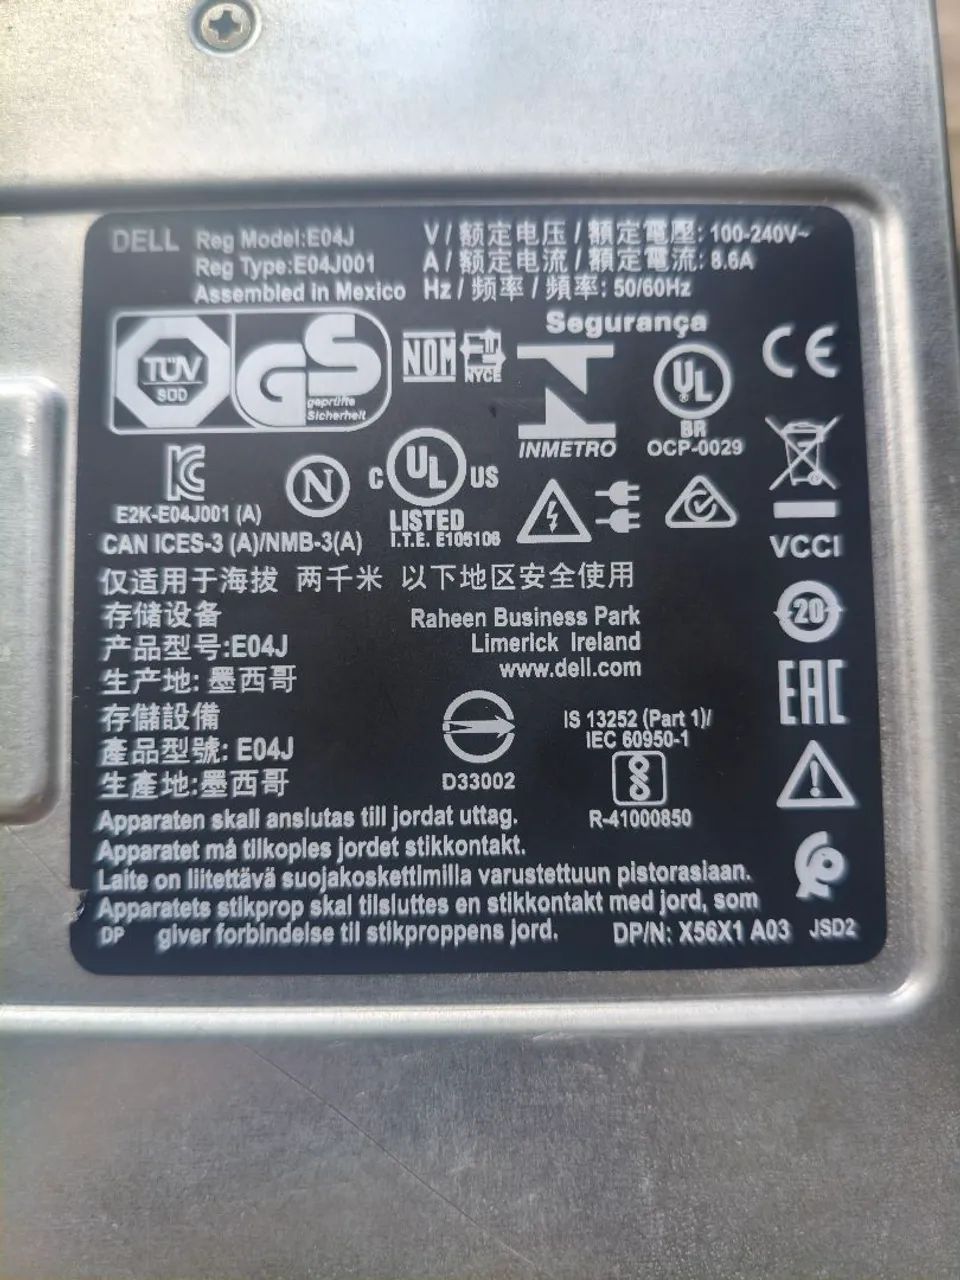 DELL
Reg Model:E04J
Reg Type:E04J001
Assembled in Mexico
V / 额定电压 / 額定電壓: 100-240V~
A / 额定电流 / 額定電流: 8.6A
Hz / 频率 / 頻率: 50/60Hz
TÜV
SÜD
GS
geprüfte
Sicherheit
NOM
NYCE
Segurança
INMETRO
UL
BR
OCP-0029
CE
KC
E2K-E04J001 (A)
N
C UL US
LISTED
I.T.E. E105106
CAN ICES-3 (A)/NMB-3(A)
VCCI
仅适用于海拔 两千米 以下地区安全使用
存储设备
产品型号:E04J
生产地: 墨西哥
存儲設備
產品型號: E04J
生產地:墨西哥
Raheen Business Park
Limerick Ireland
www.dell.com
20
EAC
D33002
IS 13252 (Part 1)/
IEC 60950-1
R-41000850
Apparaten skall anslutas till jordat uttag.
Apparatet må tilkoples jordet stikkontakt.
Laite on liitettävä suojakoskettimilla varustettuun pistorasiaan.
Apparatets stikprop skal tilsluttes en stikkontakt med jord, som
DP giver forbindelse til stikproppens jord.
DP/N: X56X1 A03
JSD2